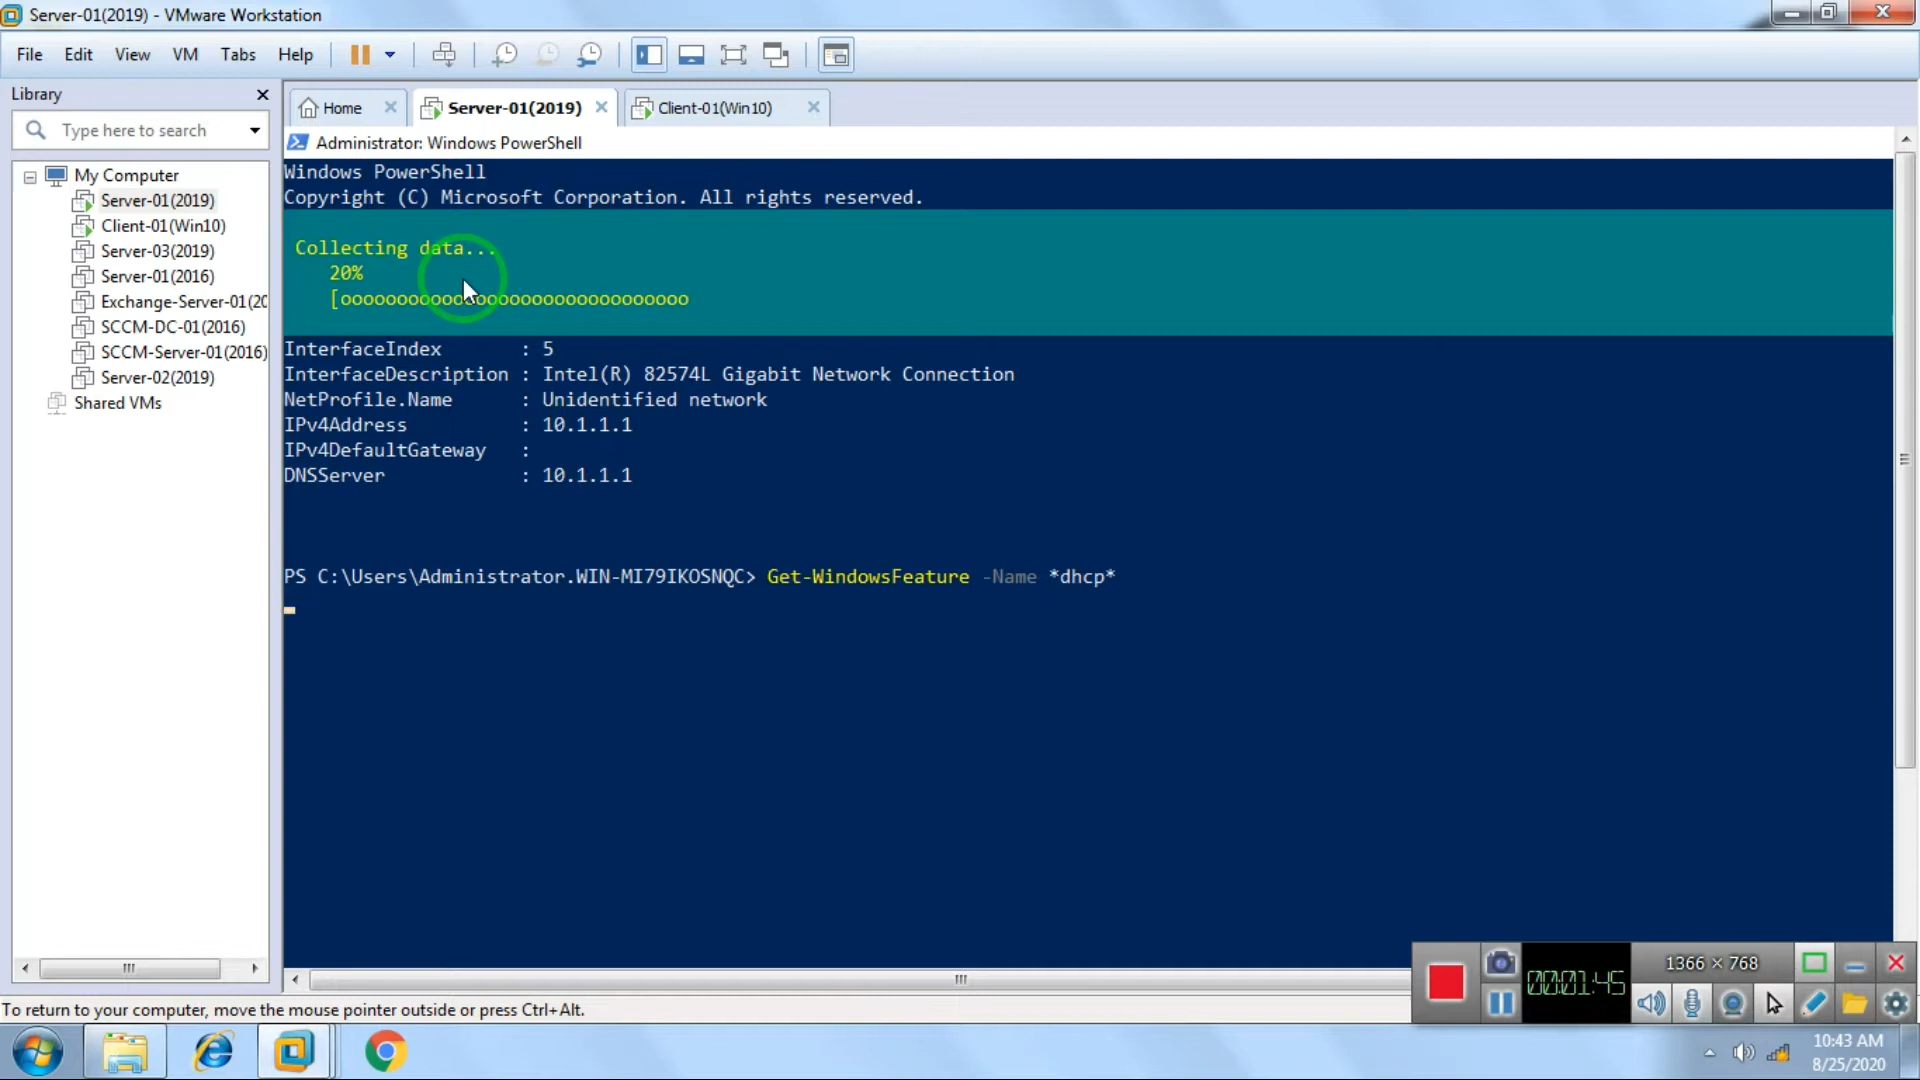 Server-01(2019) - VMware Workstation
File Edit View VM Tabs Help
Library
Type here to search
My Computer
Server-01(2019)
Client-01(Win10)
Server-03(2019)
Server-01(2016)
Exchange-Server-01(20
SCCM-DC-01(2016)
SCCM-Server-01(2016)
Server-02(2019)
Shared VMs
Home Server-01(2019) Client-01(Win10)
Administrator: Windows PowerShell
Windows PowerShell
Copyright (C) Microsoft Corporation. All rights reserved.
Collecting data...
20%
[ooooooooooooooooooooooooooooooo
InterfaceIndex : 5
InterfaceDescription : Intel(R) 82574L Gigabit Network Connection
NetProfile.Name : Unidentified network
IPv4Address : 10.1.1.1
IPv4DefaultGateway :
DNSServer : 10.1.1.1
PS C:\Users\Administrator.WIN-MI79IKOSNQC> Get-WindowsFeature -Name *dhcp*
1366 × 768
00:01:45
To return to your computer, move the mouse pointer outside or press Ctrl+Alt.
10:43 AM
8/25/2020